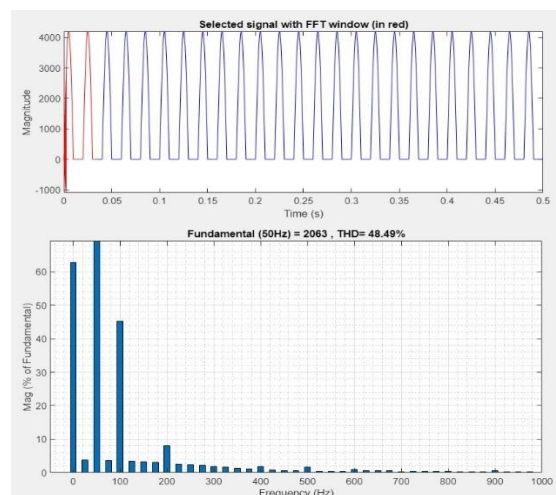 Selected signal with FFT window (in red)
4000
3000
2000
1000
0
-1000
Magnitude
0 0.05 0.1 0.15 0.2 0.25 0.3 0.35 0.4 0.45 0.5
Time (s)
Fundamental (50Hz) = 2063 , THD= 48.49%
60
50
40
30
20
10
0
Mag (% of Fundamental)
0 100 200 300 400 500 600 700 800 900 1000
Frequency (Hz)